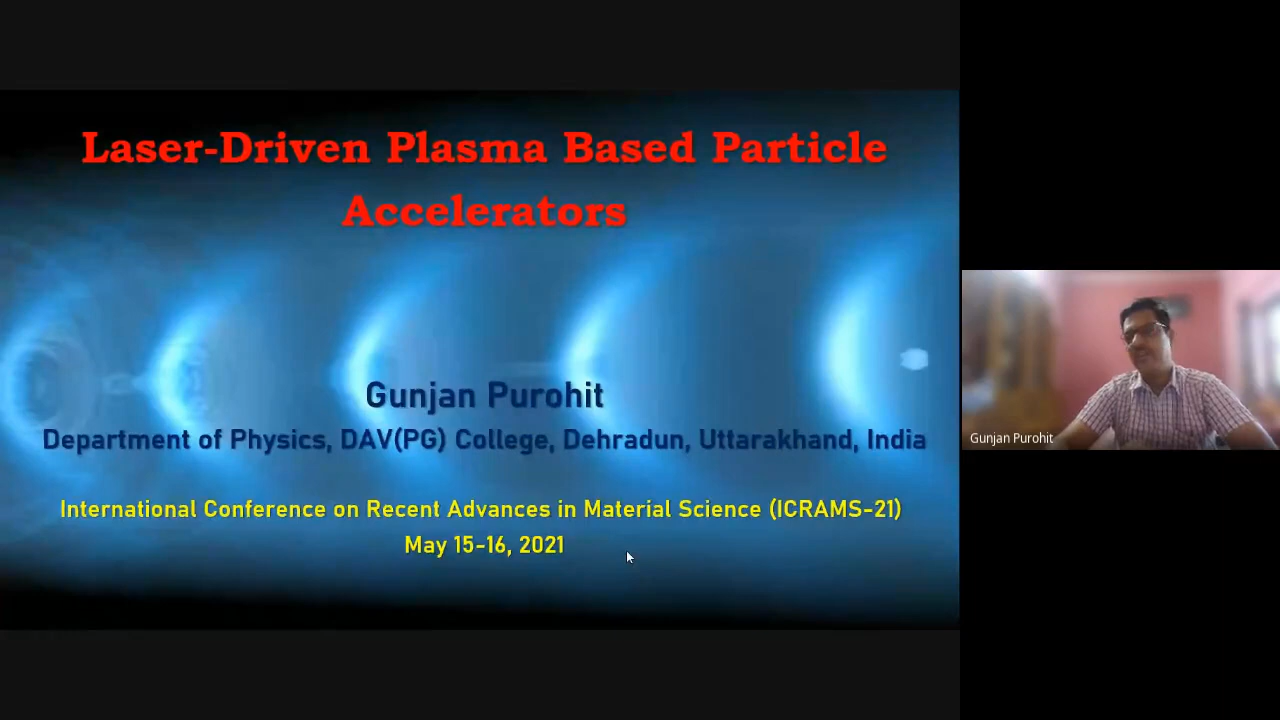 Laser-Driven Plasma Based Particle
Accelerators
Gunjan Purohit
Department of Physics, DAV(PG) College, Dehradun, Uttarakhand, India
International Conference on Recent Advances in Material Science (ICRAMS-21)
May 15-16, 2021
Gunjan Purohit